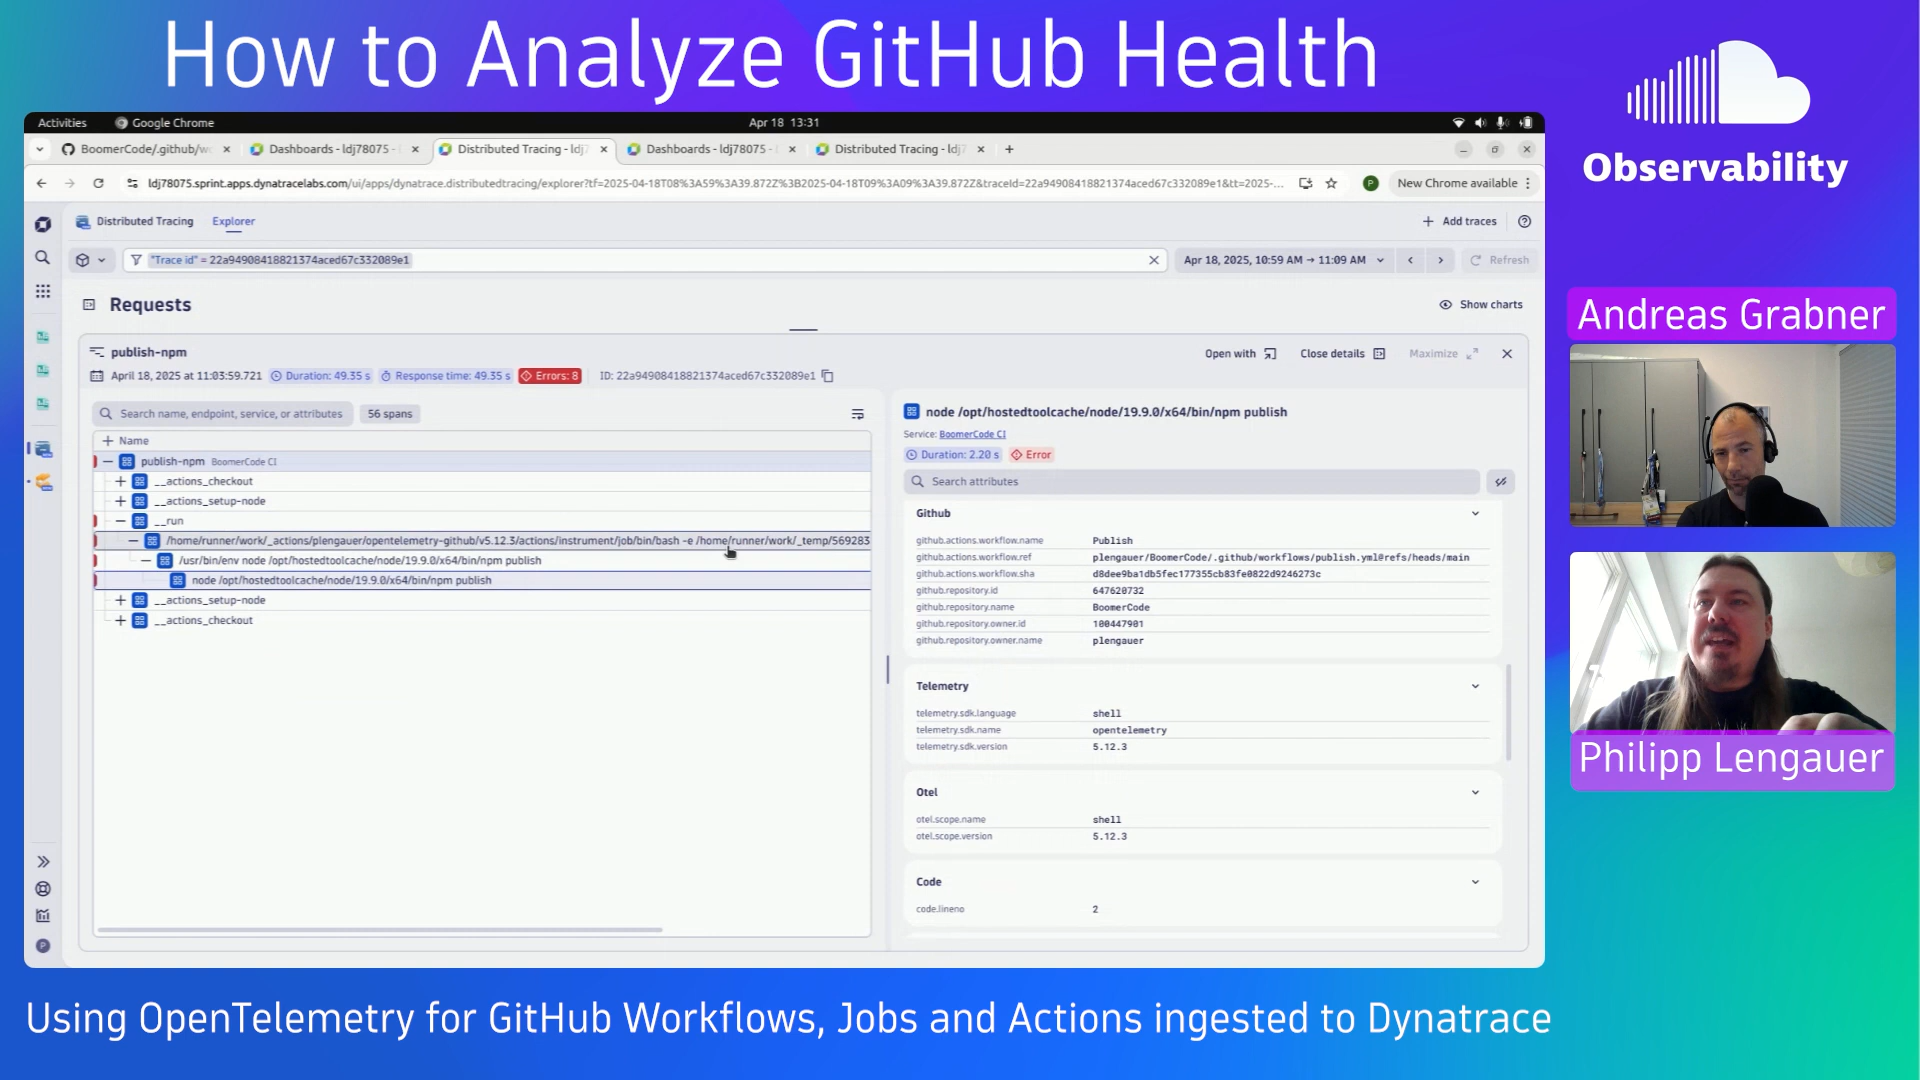 How to Analyze GitHub Health
Observability
Activities
Google Chrome
Apr 18 13:31
BoomerCode/.github/wo
Dashboards - ldj78075 -
Distributed Tracing - ldj7
Dashboards - ldj78075 -
Distributed Tracing - ldj7
ldj78075.sprint.apps.dynatracelabs.com/ui/apps/dynatrace.distributedtracing/explorer?tf=2025-04-18T08%3A59%3A39.872Z%3B2025-04-18T09%3A09%3A39.872Z&traceId=22a94908418821374aced67c332089e1&tt=2025-...
P
New Chrome available
Distributed Tracing
Explorer
Add traces
"Trace id" = 22a94908418821374aced67c332089e1
Apr 18, 2025, 10:59 AM → 11:09 AM
Refresh
Requests
Show charts
publish-npm
Open with
Close details
Maximize
April 18, 2025 at 11:03:59.721
Duration: 49.35 s
Response time: 49.35 s
Errors: 8
ID: 22a94908418821374aced67c332089e1
Search name, endpoint, service, or attributes
56 spans
Name
publish-npm BoomerCode CI
__actions_checkout
__actions_setup-node
__run
/home/runner/work/_actions/plengauer/opentelemetry-github/v5.12.3/actions/instrument/job/bin/bash -e /home/runner/work/_temp/569283
/usr/bin/env node /opt/hostedtoolcache/node/19.9.0/x64/bin/npm publish
node /opt/hostedtoolcache/node/19.9.0/x64/bin/npm publish
__actions_setup-node
__actions_checkout
P
node /opt/hostedtoolcache/node/19.9.0/x64/bin/npm publish
Service: BoomerCode CI
Duration: 2.20 s
Error
Search attributes
Github
github.actions.workflow.name Publish
github.actions.workflow.ref plengauer/BoomerCode/.github/workflows/publish.yml@refs/heads/main
github.actions.workflow.sha d8dee9ba1db5fec177355cb83fe0822d9246273c
github.repository.id 647620732
github.repository.name BoomerCode
github.repository.owner.id 100447901
github.repository.owner.name plengauer
Telemetry
telemetry.sdk.language shell
telemetry.sdk.name opentelemetry
telemetry.sdk.version 5.12.3
Otel
otel.scope.name shell
otel.scope.version 5.12.3
Code
code.lineno 2
Andreas Grabner
Philipp Lengauer
Using OpenTelemetry for GitHub Workflows, Jobs and Actions ingested to Dynatrace